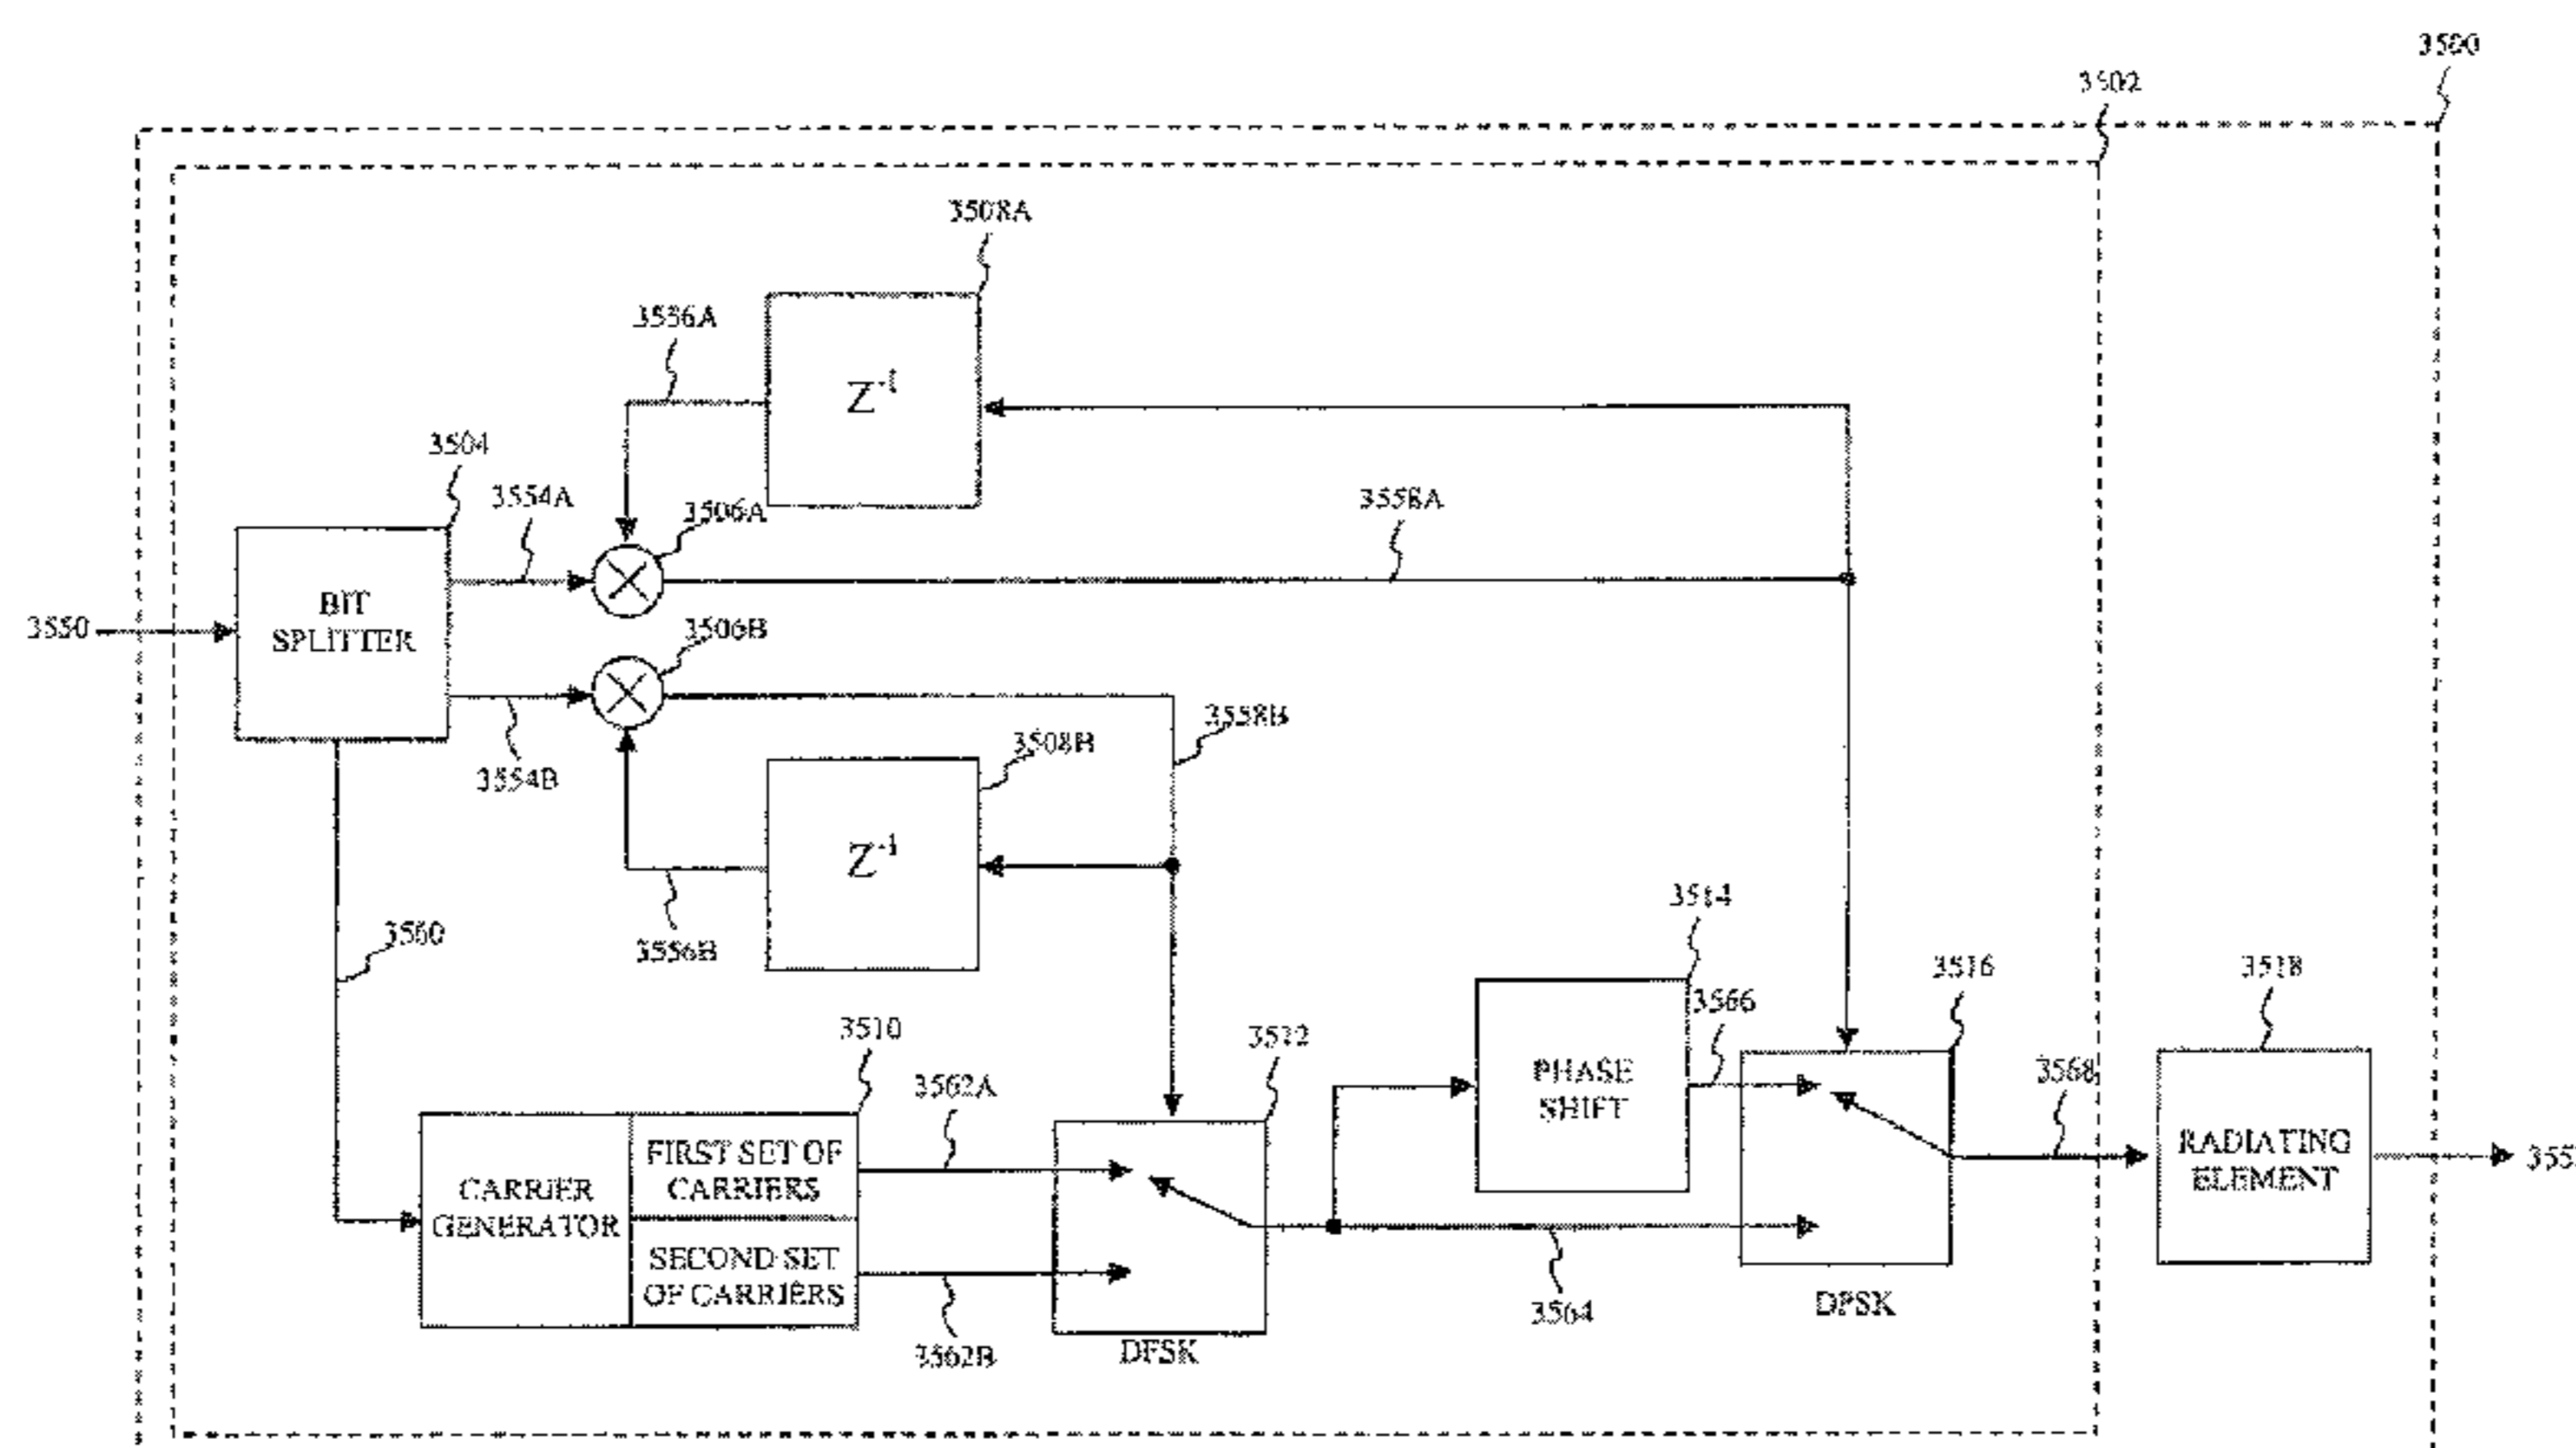 3500
3502
3508A
3556A
Z⁻¹
3504
3554A
3506A
3558A
BIT
SPLITTER
3550
3506B
3558B
3554B
3508B
Z⁻¹
3560
3556B
3514
3566
3516
3518
3510
3562A
3512
PHASE
SHIFT
3568
CARRIER
GENERATOR
FIRST SET OF
CARRIERS
SECOND SET
OF CARRIERS
RADIATING
ELEMENT
3564
DPSK
3562B
DFSK